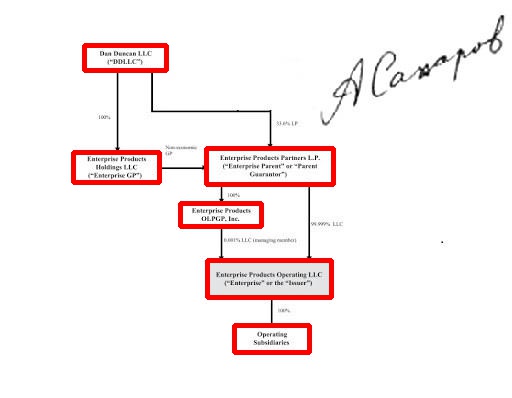 Dan Duncan LLC
(“DDLLC”)
А Сахаров
100%
33.6% LP
Non-economic
GP
Enterprise Products
Holdings LLC
(“Enterprise GP”)
Enterprise Products Partners L.P.
(“Enterprise Parent” or “Parent
Guarantor”)
100%
Enterprise Products
OLPGP, Inc.
99.999% LLC
0.001% LLC (managing member)
Enterprise Products Operating LLC
(“Enterprise” or the “Issuer”)
100%
Operating
Subsidiaries